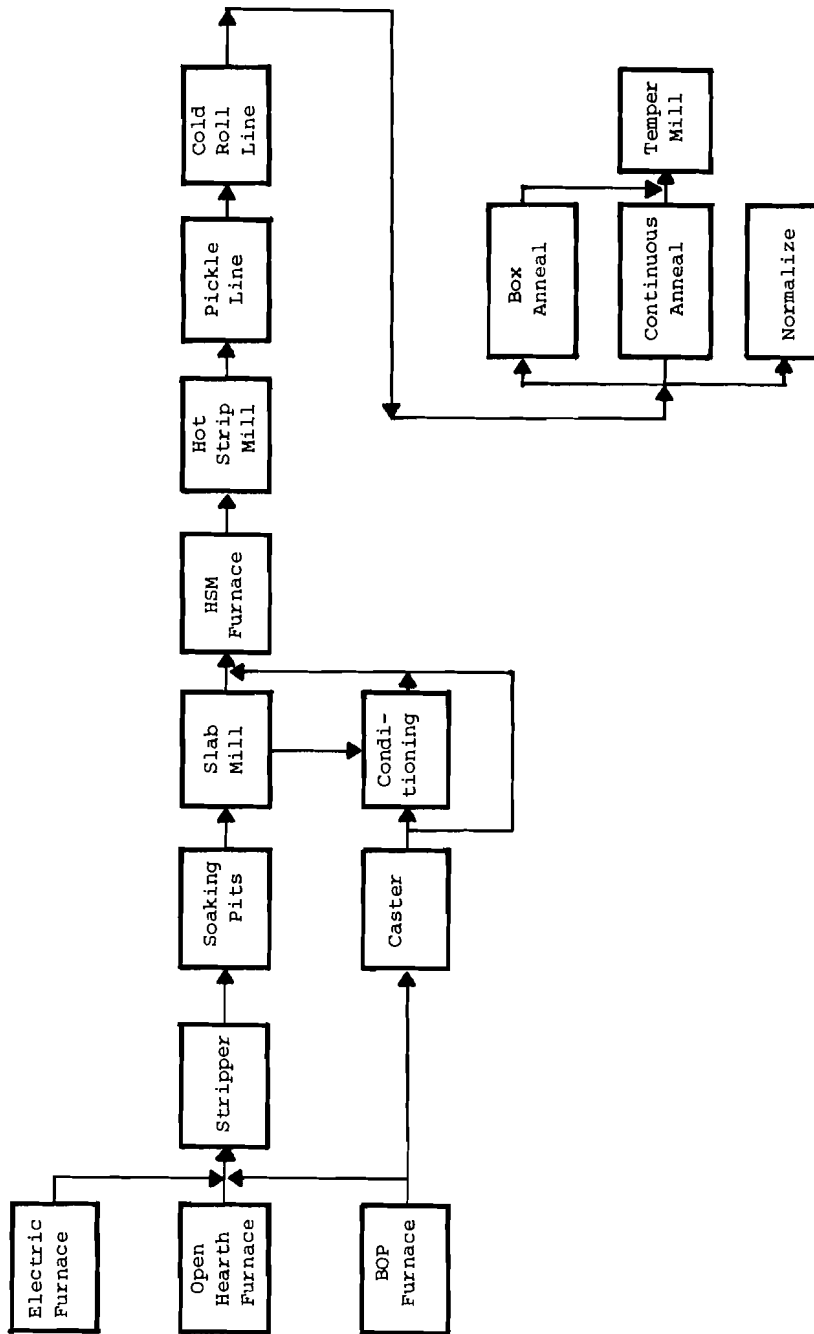 Electric
Furnace
Open
Hearth
Furnace
BOP
Furnace
Stripper
Soaking
Pits
Caster
Slab
Mill
Condi-
tioning
HSM
Furnace
Hot
Strip
Mill
Pickle
Line
Cold
Roll
Line
Box
Anneal
Continuous
Anneal
Normalize
Temper
Mill